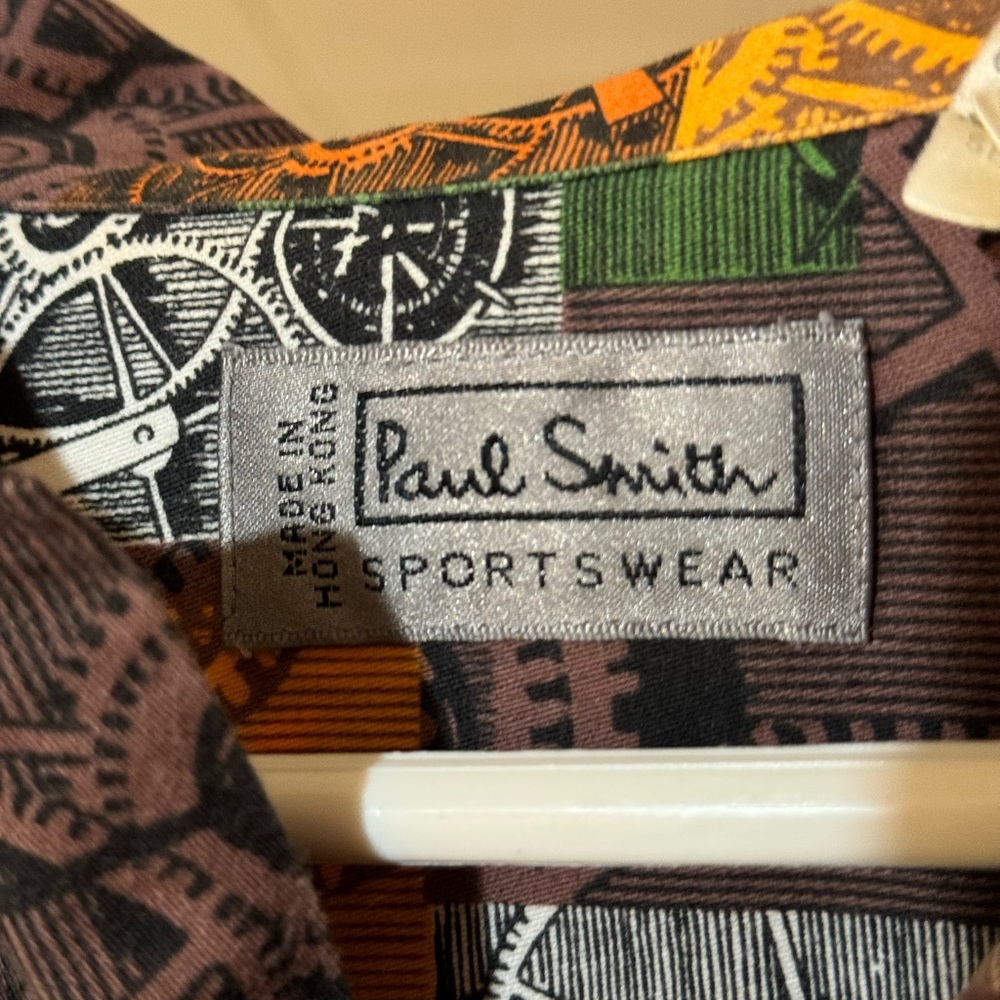 MADE IN
HONG KONG
Paul Smith
SPORTSWEAR
c